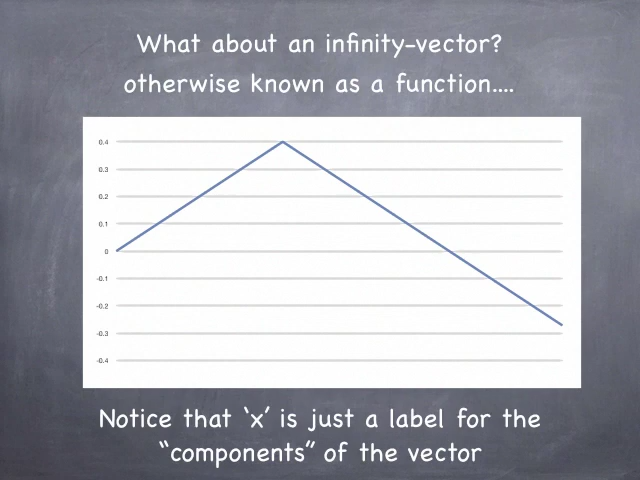 What about an infinity-vector?
otherwise known as a function....
0.4
0.3
0.2
0.1
0
-0.1
-0.2
-0.3
-0.4
Notice that ‘x’ is just a label for the
“components” of the vector